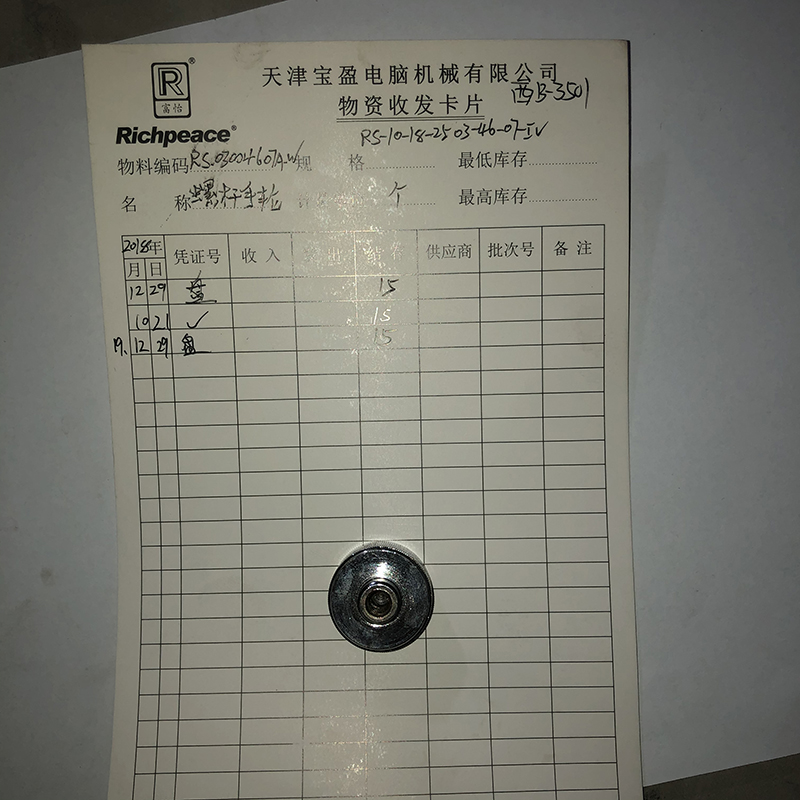 R®
富怡
Richpeace®
天津宝盈电脑机械有限公司
物资收发卡片 西B-3501
RS-10-18-2503-46-07-IV
物料编码 RS.03004607A-W 规格 最低库存
名称 螺杆手轮 个 最高库存
2018年 凭证号 收入 结存 供应商 批次号 备注
月 日
12 29 盘 15
10 21 ✓ 15
19. 12 29 盘 15